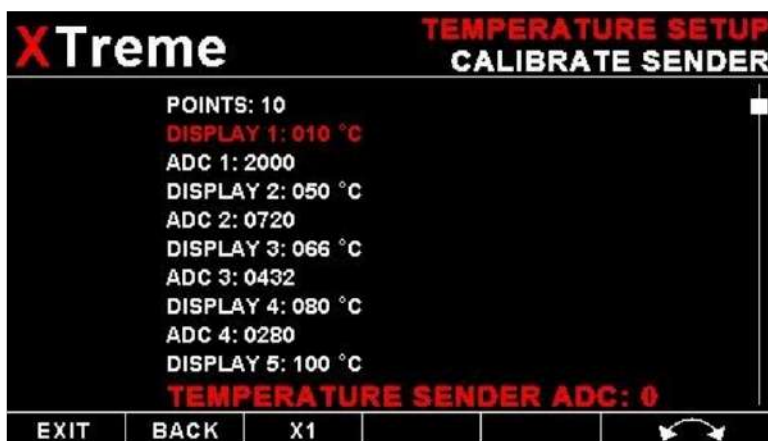 XTreme
TEMPERATURE SETUP
CALIBRATE SENDER
POINTS: 10
DISPLAY 1: 010 °C
ADC 1: 2000
DISPLAY 2: 050 °C
ADC 2: 0720
DISPLAY 3: 066 °C
ADC 3: 0432
DISPLAY 4: 080 °C
ADC 4: 0280
DISPLAY 5: 100 °C
TEMPERATURE SENDER ADC: 0
EXIT BACK X1